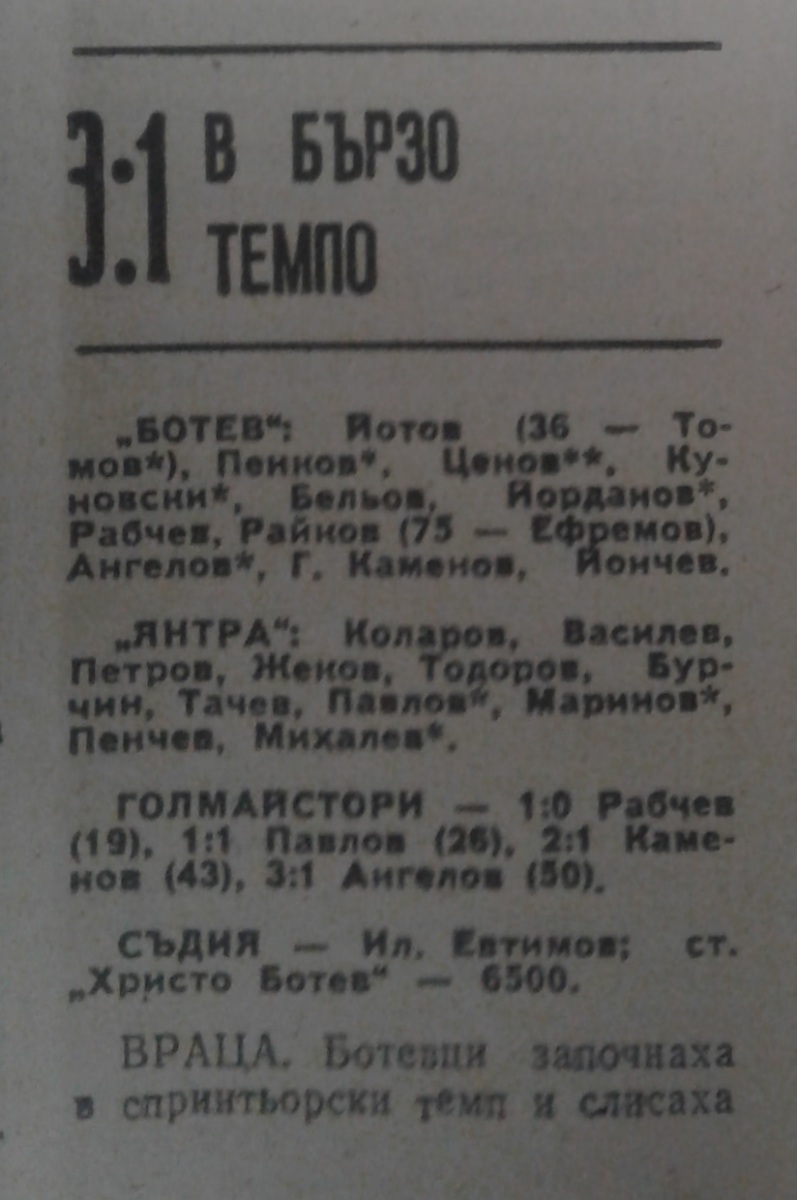 3:1 В БЪРЗО
ТЕМПО
„БОТЕВ“: Йотов (36 — То-
мов*), Пенков*, Ценов**, Ку-
новски*, Бельов, Йорданов*,
Рабчев, Райков (75 — Ефремов),
Ангелов*, Г. Каменов, Йончев.
„ЯНТРА“: Коларов, Василев,
Петров, Жеков, Тодоров, Бур-
чин, Тачев, Павлов*, Маринов*,
Пенчев, Михалев*.
ГОЛМАЙСТОРИ — 1:0 Рабчев
(19), 1:1 Павлов (26), 2:1 Каме-
нов (43), 3:1 Ангелов (50).
СЪДИЯ — Ил. Евтимов; ст.
„Христо Ботев“ — 6500.
ВРАЦА. Ботевци започнаха
в спринтьорски темп и слисаха